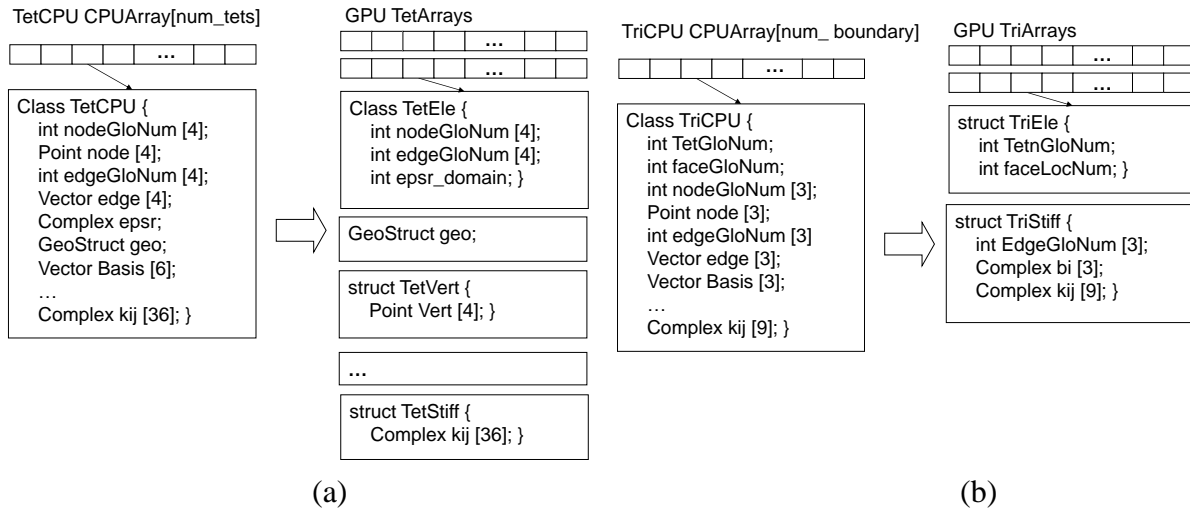 TetCPU CPUArray[num_tets]
...
Class TetCPU {
int nodeGloNum [4];
Point node [4];
int edgeGloNum [4];
Vector edge [4];
Complex epsr;
GeoStruct geo;
Vector Basis [6];
…
Complex kij [36]; }
GPU TetArrays
...
...
Class TetEle {
int nodeGloNum [4];
int edgeGloNum [4];
int epsr_domain; }
GeoStruct geo;
struct TetVert {
Point Vert [4]; }
...
struct TetStiff {
Complex kij [36]; }
(a)
TriCPU CPUArray[num_ boundary]
...
Class TriCPU {
int TetGloNum;
int faceGloNum;
int nodeGloNum [3];
Point node [3];
int edgeGloNum [3]
Vector edge [3];
Vector Basis [3];
…
Complex kij [9]; }
GPU TriArrays
...
...
struct TriEle {
int TetnGloNum;
int faceLocNum; }
struct TriStiff {
int EdgeGloNum [3];
Complex bi [3];
Complex kij [9]; }
(b)